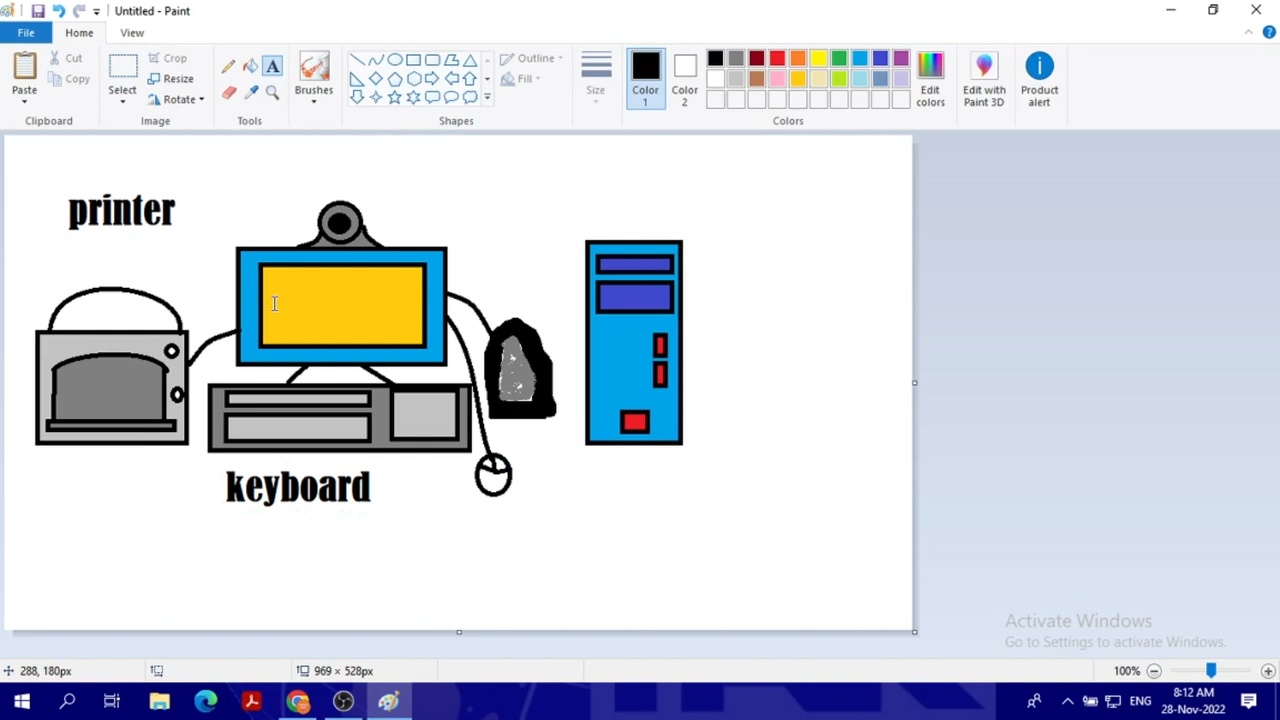 Untitled - Paint
File Home View
Paste
Cut
Copy
Clipboard
Select
Crop
Resize
Rotate
Image
A
Tools
Brushes
Shapes
Outline
Fill
Size
Color 1
Color 2
Colors
Edit colors
Edit with Paint 3D
Product alert
printer
keyboard
Activate Windows
Go to Settings to activate Windows.
288, 180px
969 × 528px
100%
ENG
8:12 AM
28-Nov-2022